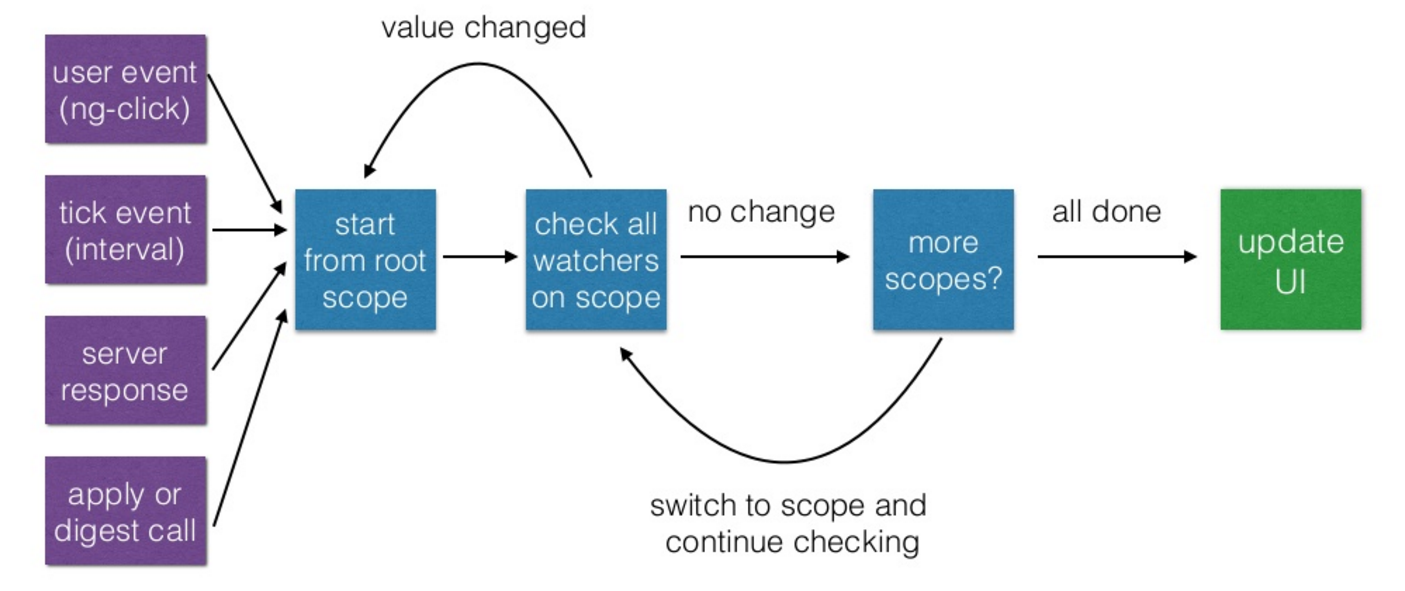 value changed
user event
(ng-click)
tick event
(interval)
server
response
apply or
digest call
start
from root
scope
check all
watchers
on scope
no change
more
scopes?
all done
update
UI
switch to scope and
continue checking